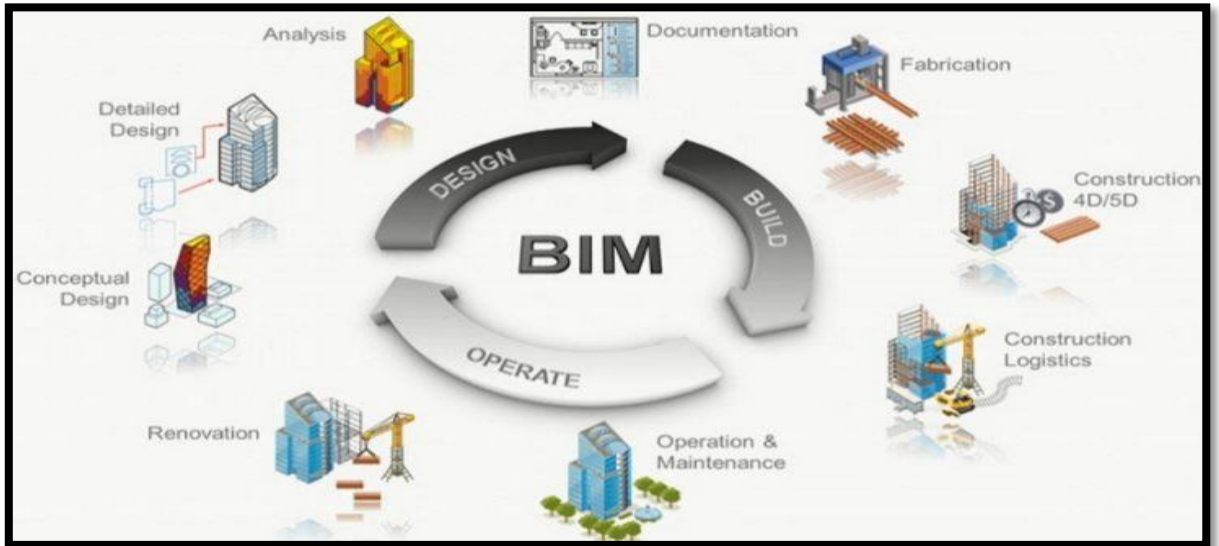 Analysis
Documentation
Fabrication
Detailed
Design
DESIGN
BUILD
Construction
4D/5D
BIM
Conceptual
Design
OPERATE
Construction
Logistics
Renovation
Operation &
Maintenance
$